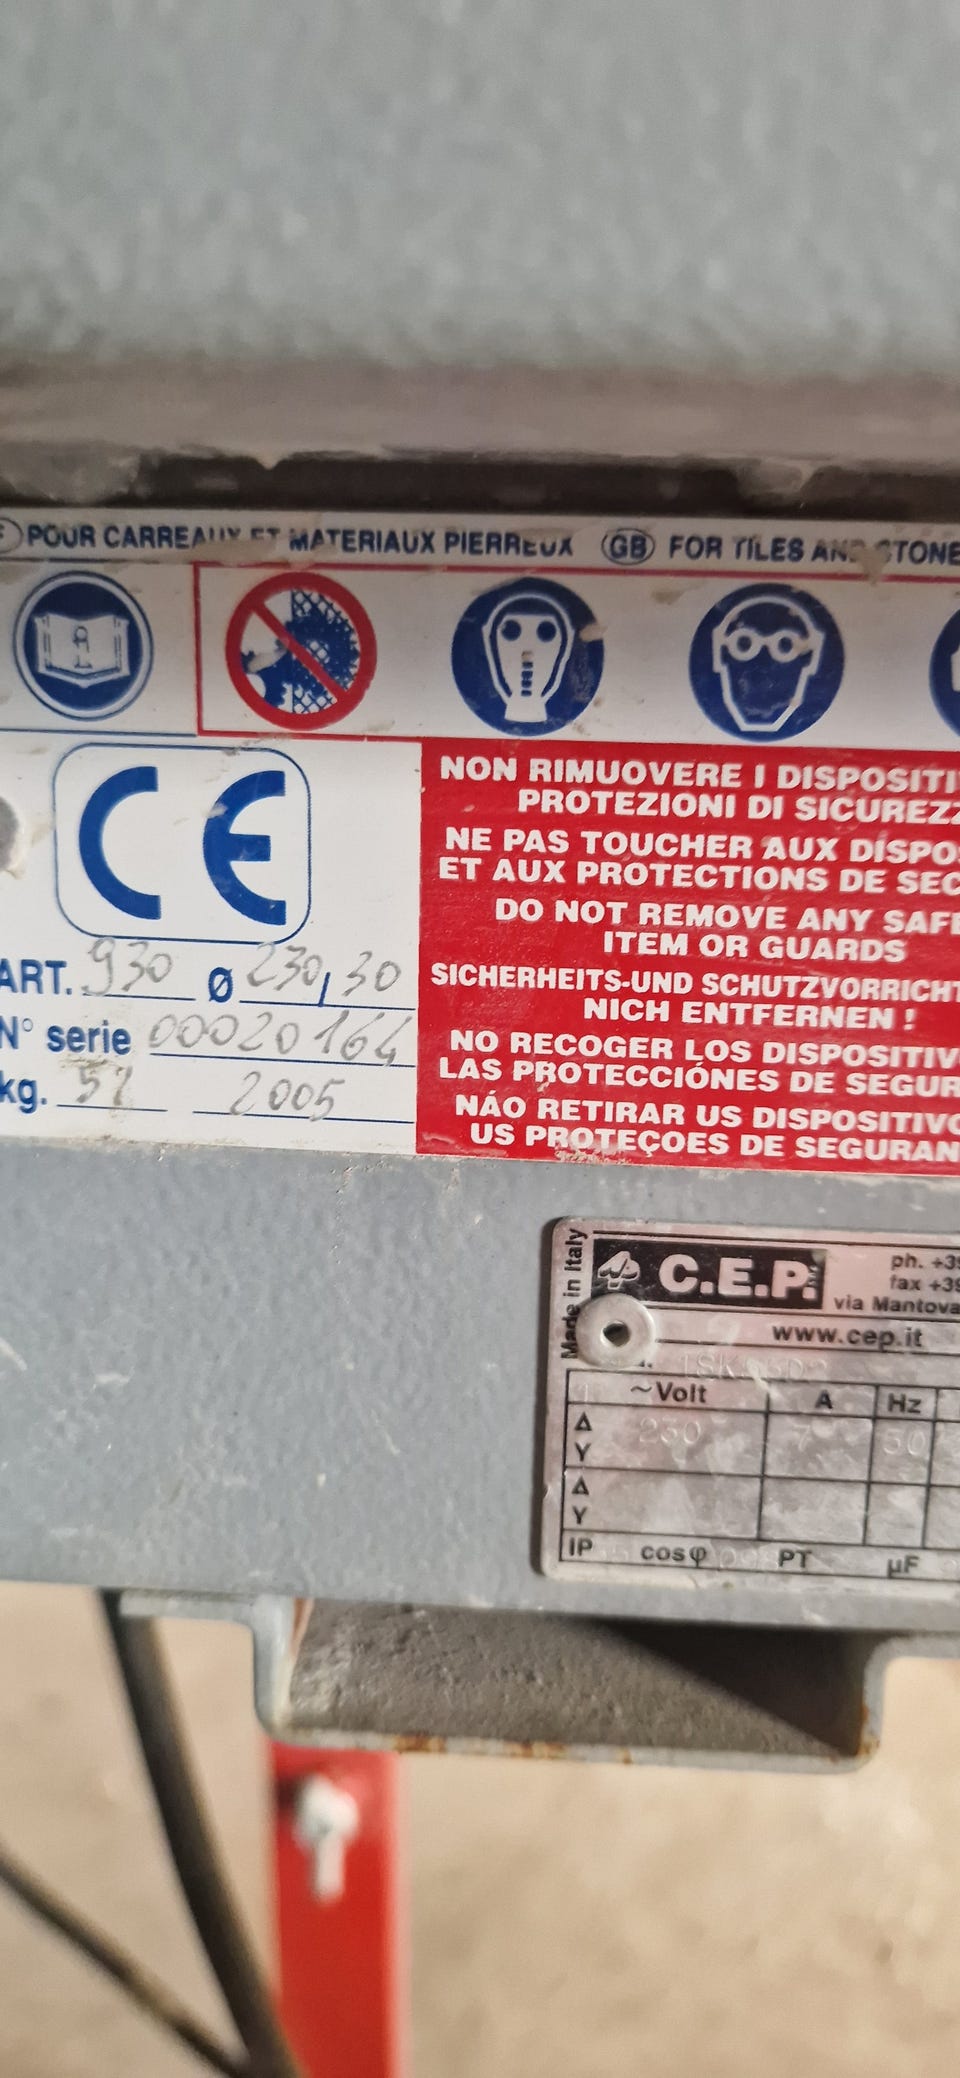 POUR CARREAUX ET MATERIAUX PIERREUX GB FOR TILES AND STONE
CE
ART. 930 Ø 230, 30
N° serie 00020164
kg. 2005
NON RIMUOVERE I DISPOSITI
PROTEZIONI DI SICUREZZ
NE PAS TOUCHER AUX DISPO
ET AUX PROTECTIONS DE SEC
DO NOT REMOVE ANY SAFE
ITEM OR GUARDS
SICHERHEITS-UND SCHUTZVORRICHT
NICH ENTFERNEN !
NO RECOGER LOS DISPOSITIV
LAS PROTECCIÓNES DE SEGUR
NÁO RETIRAR US DISPOSITIVO
US PROTEÇOES DE SEGURAN
Made in Italy
C.E.P.
ph. +39
fax +39
via Mantova
www.cep.it
~Volt A Hz
Δ 230 7 50
Y
Δ
Y
IP cosφ PT µF